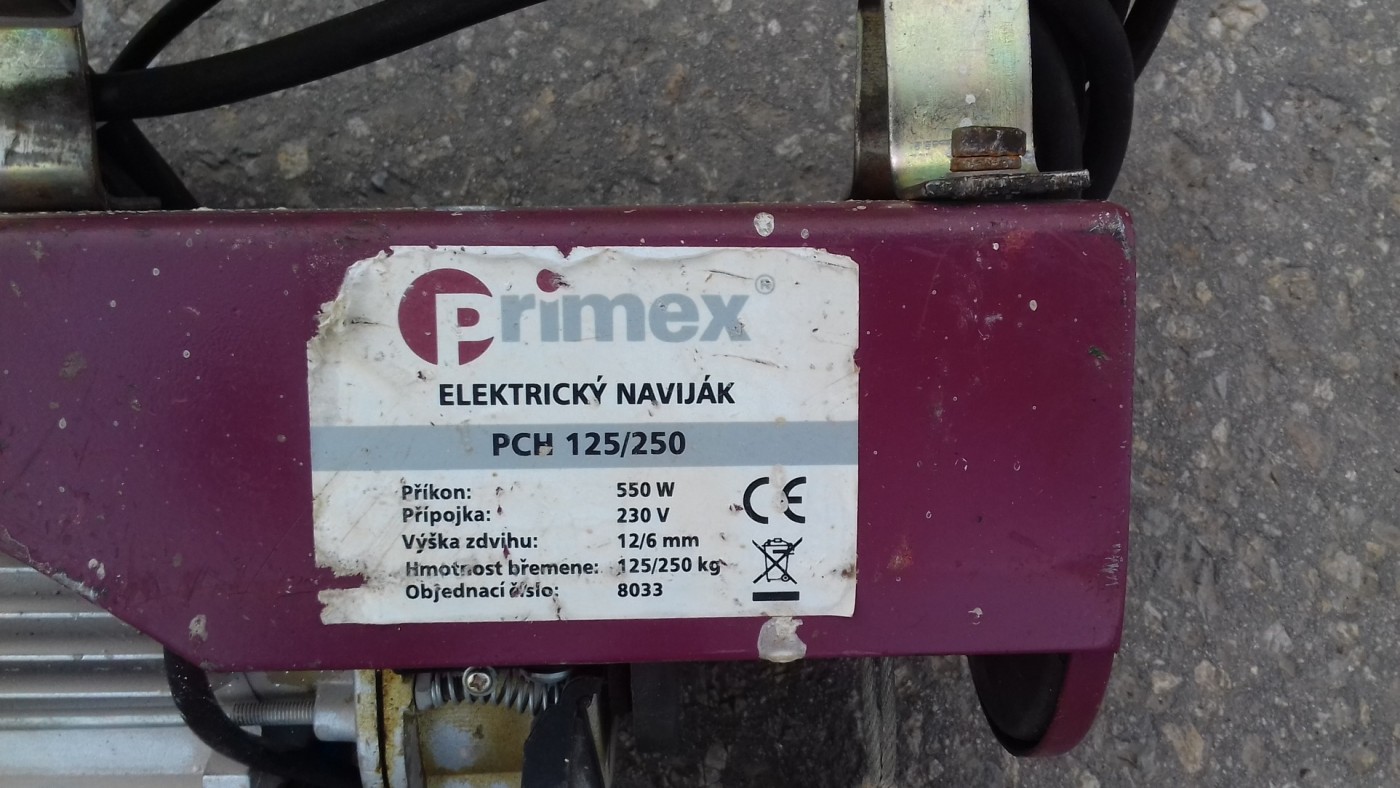 Primex®
ELEKTRICKÝ NAVIJÁK
PCH 125/250
Příkon: 550 W
Přípojka: 230 V
Výška zdvihu: 12/6 mm
Hmotnost břemene: 125/250 kg
Objednací číslo: 8033
CE